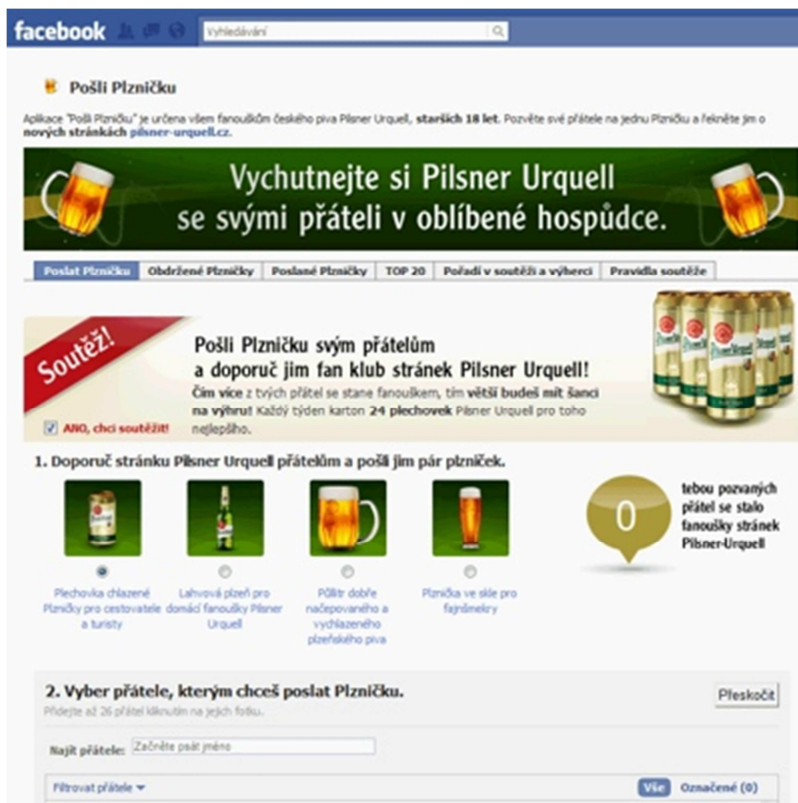 facebook
Vyhledávání
Pošli Plzničku
Aplikace "Pošli Plzničku" je určena všem fanouškům českého piva Pilsner Urquell, starších 18 let. Pozvěte své přátele na jednu Plzničku a řekněte jim o
nových stránkách pilsner-urquell.cz.
Vychutnejte si Pilsner Urquell
se svými přáteli v oblíbené hospůdce.
Poslat Plzničku Obdržené Plzničky Poslané Plzničky TOP 20 Pořadí v soutěži a výherci Pravidla soutěže
Soutěž!
Pošli Plzničku svým přátelům
a doporuč jim fan klub stránek Pilsner Urquell!
Čím více z tvých přátel se stane fanouškem, tím větší budeš mít šanci
na výhru! Každý týden karton 24 plechovek Pilsner Urquell pro toho
nejlepšího.
ANO, chci soutěžit!
1. Doporuč stránku Pilsner Urquell přátelům a pošli jim pár plzniček.
Plechovka chlazené
Plzničky pro cestovatele
a turisty
Lahvová plzeň pro
domácí fanoušky Pilsner
Urquell
Půllitr dobře
načepovaného a
vychlazeného
plzeňského piva
Plznička ve skle pro
fajnšmekry
0
tebou pozvaných
přátel se stalo
fanoušky stránek
Pilsner-Urquell
2. Vyber přátele, kterým chceš poslat Plzničku.
Přidejte až 26 přátel kliknutím na jejich fotku.
Přeskočit
Najít přátele: Začněte psát jméno
Filtrovat přátele
Vše Označené (0)